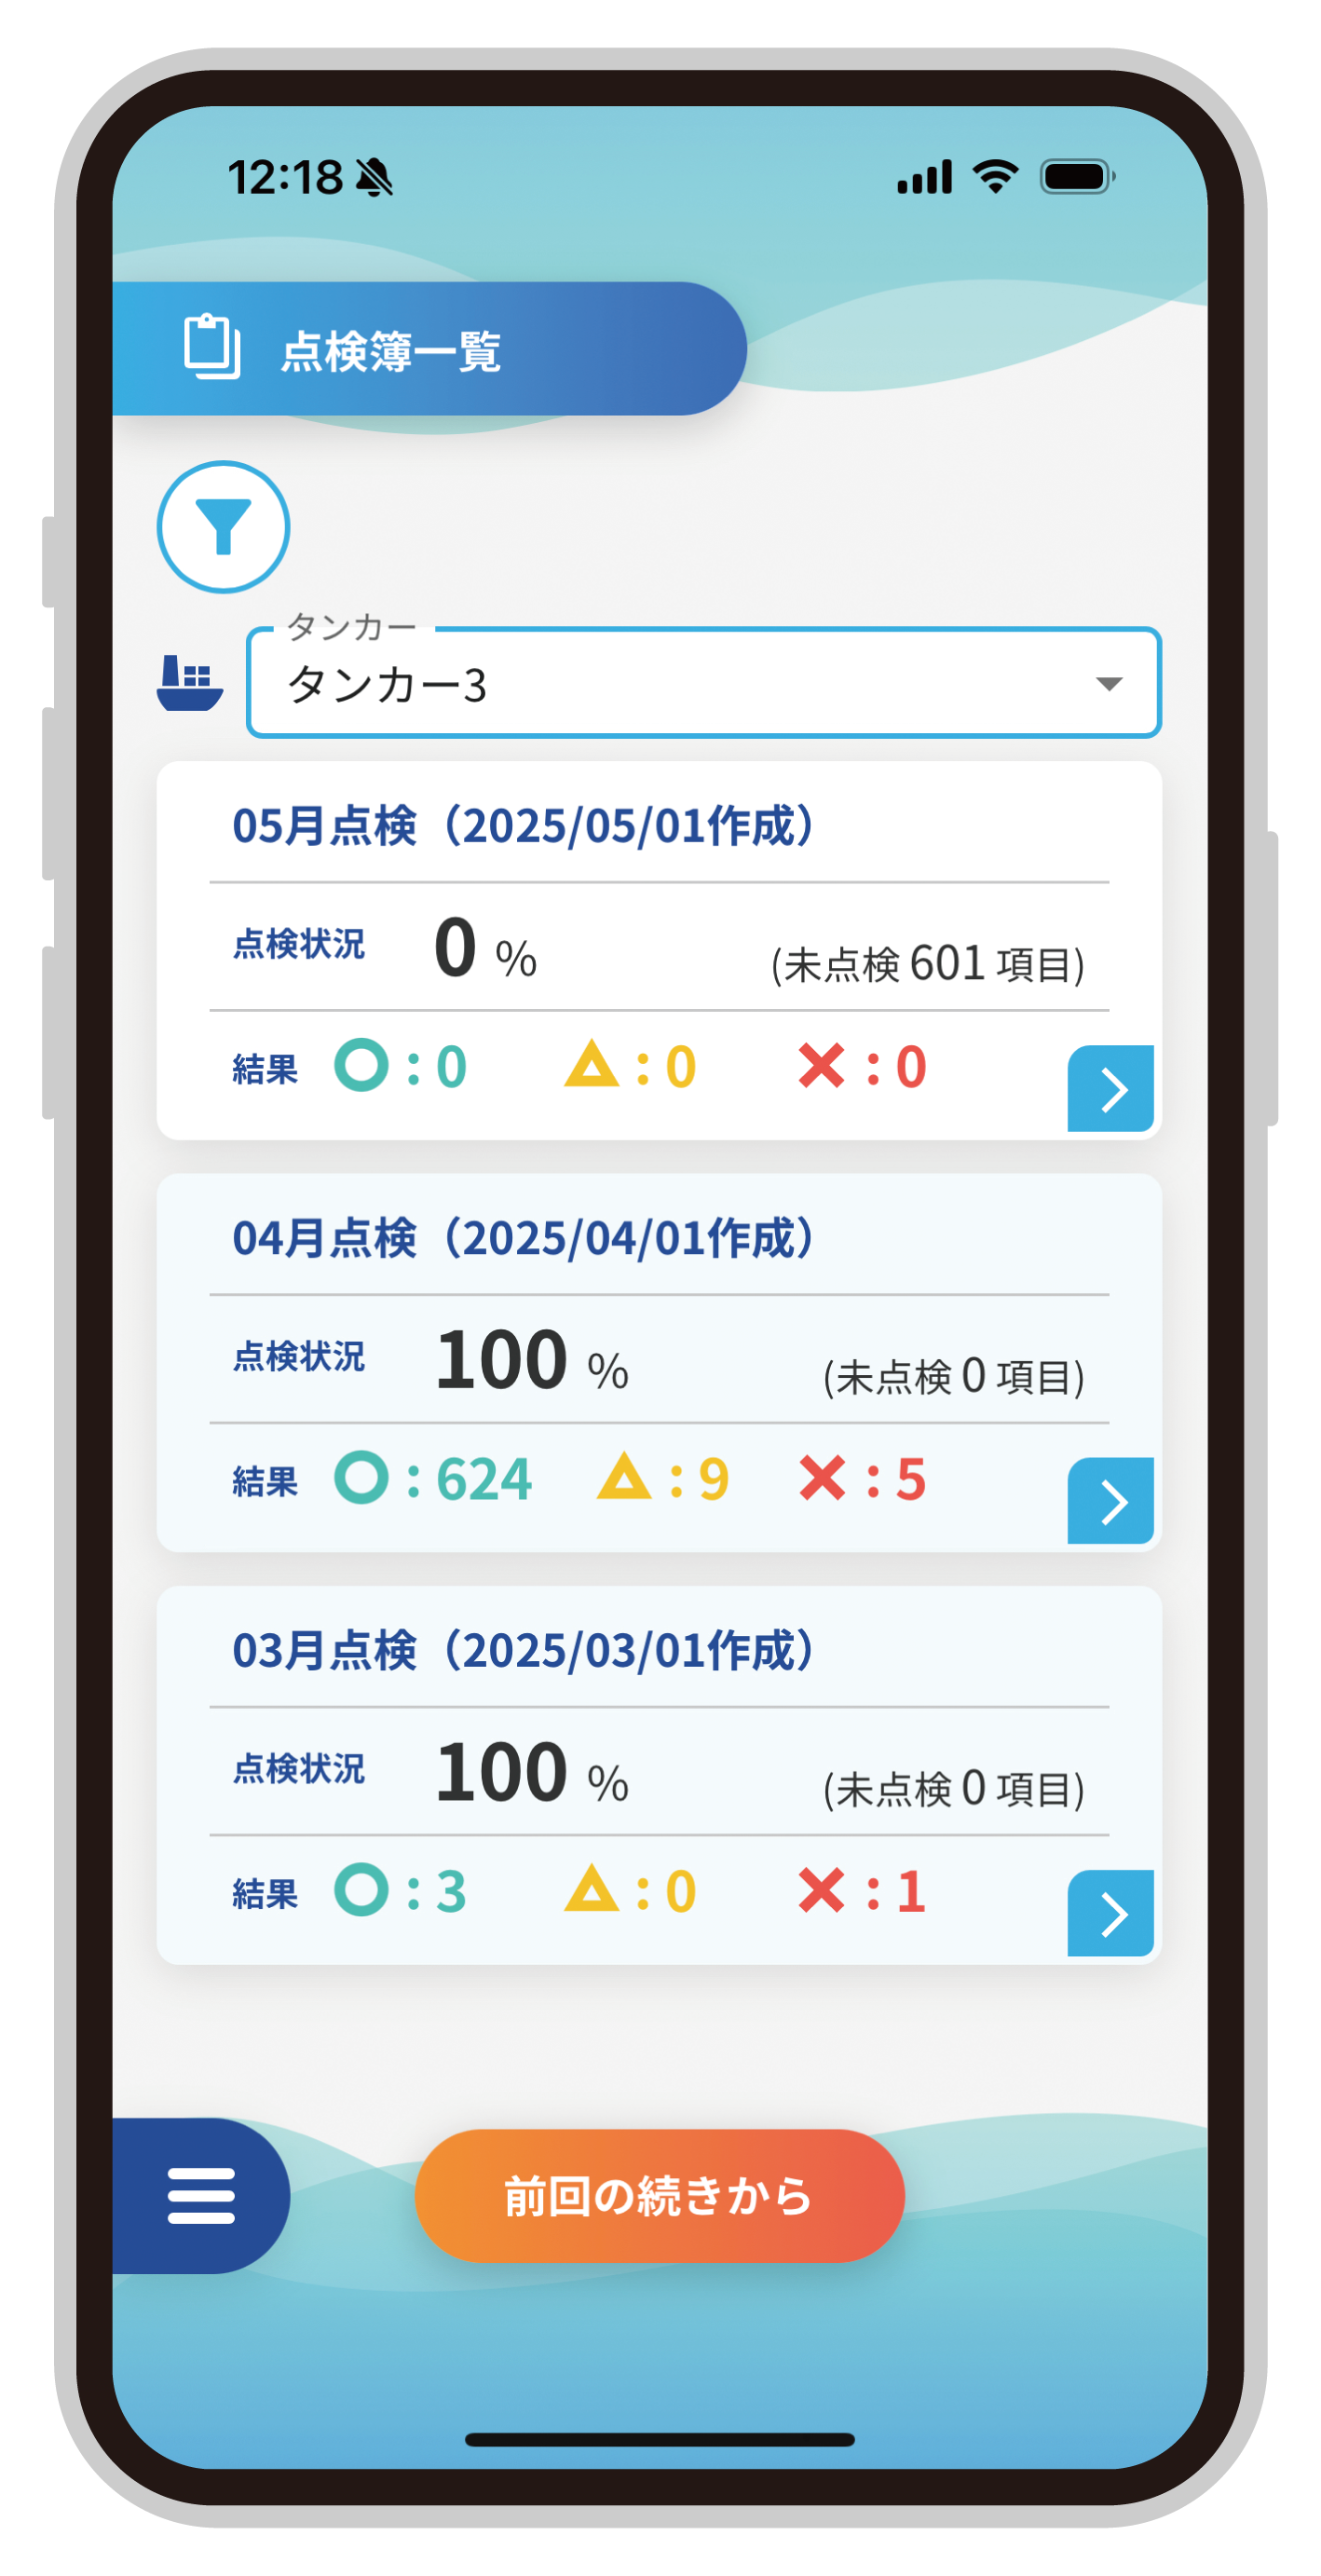 12:18
点検簿一覧
タンカー
タンカー3
05月点検（2025/05/01作成）
点検状況 0 % (未点検 601 項目)
結果 ○ : 0 △ : 0 × : 0
04月点検（2025/04/01作成）
点検状況 100 % (未点検 0 項目)
結果 ○ : 624 △ : 9 × : 5
03月点検（2025/03/01作成）
点検状況 100 % (未点検 0 項目)
結果 ○ : 3 △ : 0 × : 1
前回の続きから